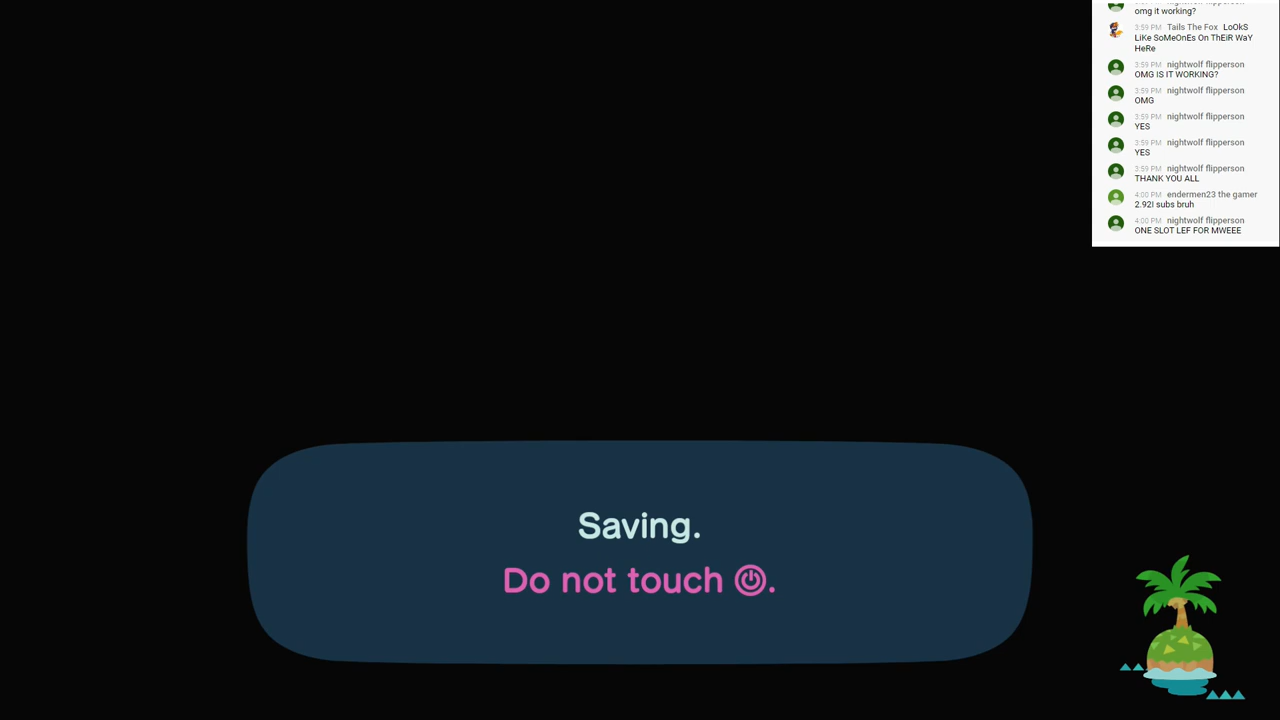 omg it working?
3:59 PM Tails The Fox LoOkS
LiKe SoMeOnEs On ThEiR WaY
HeRe
3:59 PM nightwolf flipperson
OMG IS IT WORKING?
3:59 PM nightwolf flipperson
OMG
3:59 PM nightwolf flipperson
YES
3:59 PM nightwolf flipperson
YES
3:59 PM nightwolf flipperson
THANK YOU ALL
4:00 PM endermen23 the gamer
2.92I subs bruh
4:00 PM nightwolf flipperson
ONE SLOT LEF FOR MWEEE
Saving.
Do not touch ⏻.